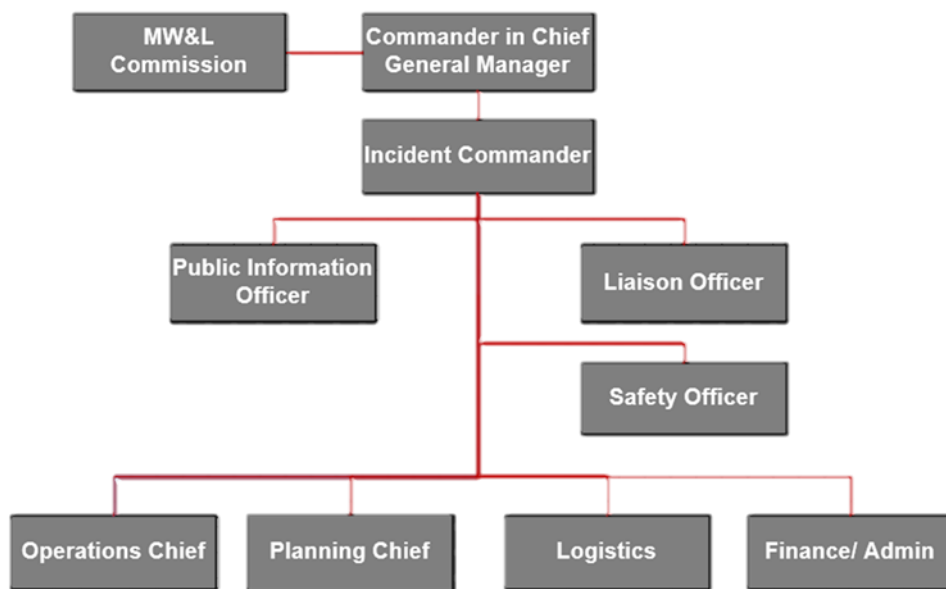 MW&L
Commission
Commander in Chief
General Manager
Incident Commander
Public Information
Officer
Liaison Officer
Safety Officer
Operations Chief
Planning Chief
Logistics
Finance/ Admin